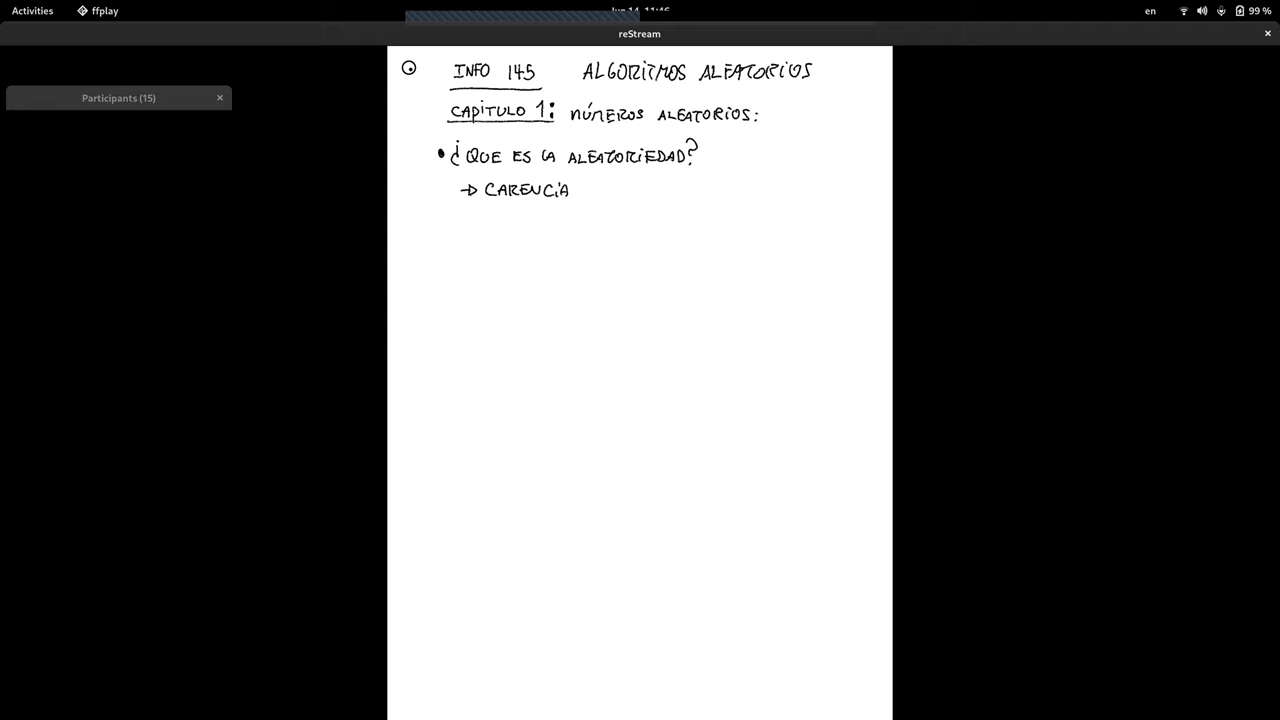 Activities ffplay en 99 %
reStream
Participants (15)
INFO 145 ALGORITMOS ALEATORIOS
CAPÍTULO 1: NÚMEROS ALEATORIOS:
• ¿QUE ES LA ALEATORIEDAD?
→ CARENCIA